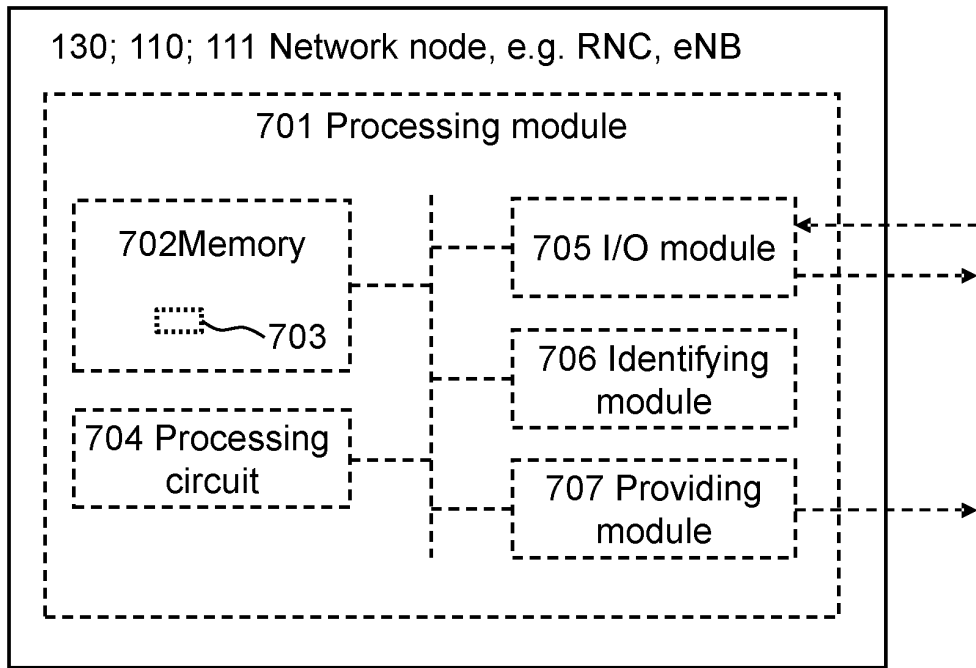 130; 110; 111 Network node, e.g. RNC, eNB
701 Processing module
702Memory
703
704 Processing
circuit
705 I/O module
706 Identifying
module
707 Providing
module